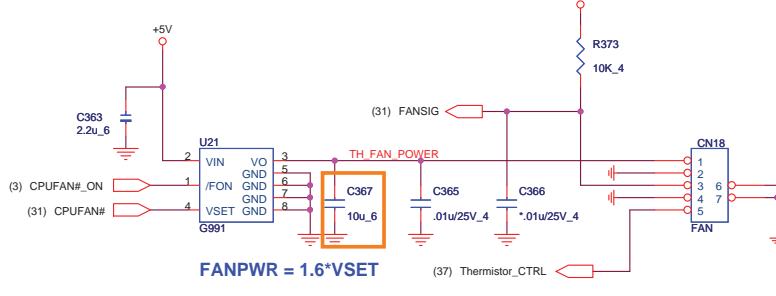 +5V
R373
10K_4
(31) FANSIG
C363
2.2u_6
U21
CN18
TH_FAN_POWER
2 VIN VO 3
GND 5
1 /FON GND 6
GND 7
4 VSET GND 8
G991
(3) CPUFAN#_ON
(31) CPUFAN#
C367
10u_6
C365
.01u/25V_4
C366
*.01u/25V_4
1
2
3 6
4 7
5
FAN
FANPWR = 1.6*VSET
(37) Thermistor_CTRL